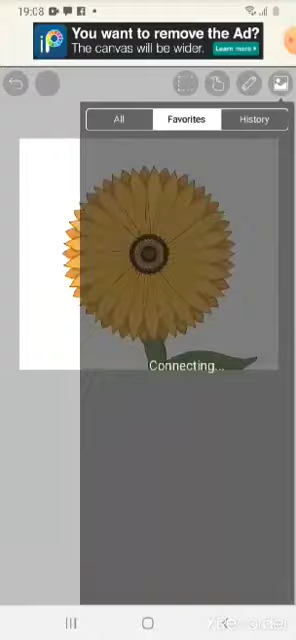 19:08
You want to remove the Ad?
The canvas will be wider.
Learn more
iP
All
Favorites
History
Connecting...